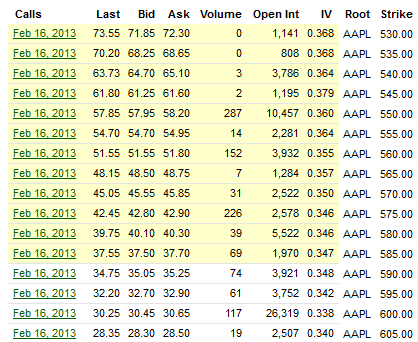 Calls Last Bid Ask Volume Open Int IV Root Strike
Feb 16, 2013 73.55 71.85 72.30 0 1,141 0.368 AAPL 530.00
Feb 16, 2013 70.20 68.25 68.65 0 808 0.368 AAPL 535.00
Feb 16, 2013 63.73 64.70 65.10 3 3,786 0.364 AAPL 540.00
Feb 16, 2013 61.80 61.25 61.60 2 1,195 0.379 AAPL 545.00
Feb 16, 2013 57.85 57.95 58.20 287 10,457 0.360 AAPL 550.00
Feb 16, 2013 54.70 54.70 54.95 14 2,281 0.364 AAPL 555.00
Feb 16, 2013 51.55 51.55 51.80 152 3,932 0.355 AAPL 560.00
Feb 16, 2013 48.15 48.50 48.75 7 1,284 0.357 AAPL 565.00
Feb 16, 2013 45.05 45.55 45.85 31 2,522 0.350 AAPL 570.00
Feb 16, 2013 42.45 42.80 42.90 226 2,578 0.346 AAPL 575.00
Feb 16, 2013 39.75 40.10 40.30 39 5,522 0.346 AAPL 580.00
Feb 16, 2013 37.55 37.50 37.70 69 1,970 0.347 AAPL 585.00
Feb 16, 2013 34.75 35.05 35.25 74 3,921 0.348 AAPL 590.00
Feb 16, 2013 32.20 32.70 32.90 61 3,752 0.342 AAPL 595.00
Feb 16, 2013 30.25 30.45 30.65 117 26,319 0.338 AAPL 600.00
Feb 16, 2013 28.35 28.30 28.50 19 2,507 0.340 AAPL 605.00